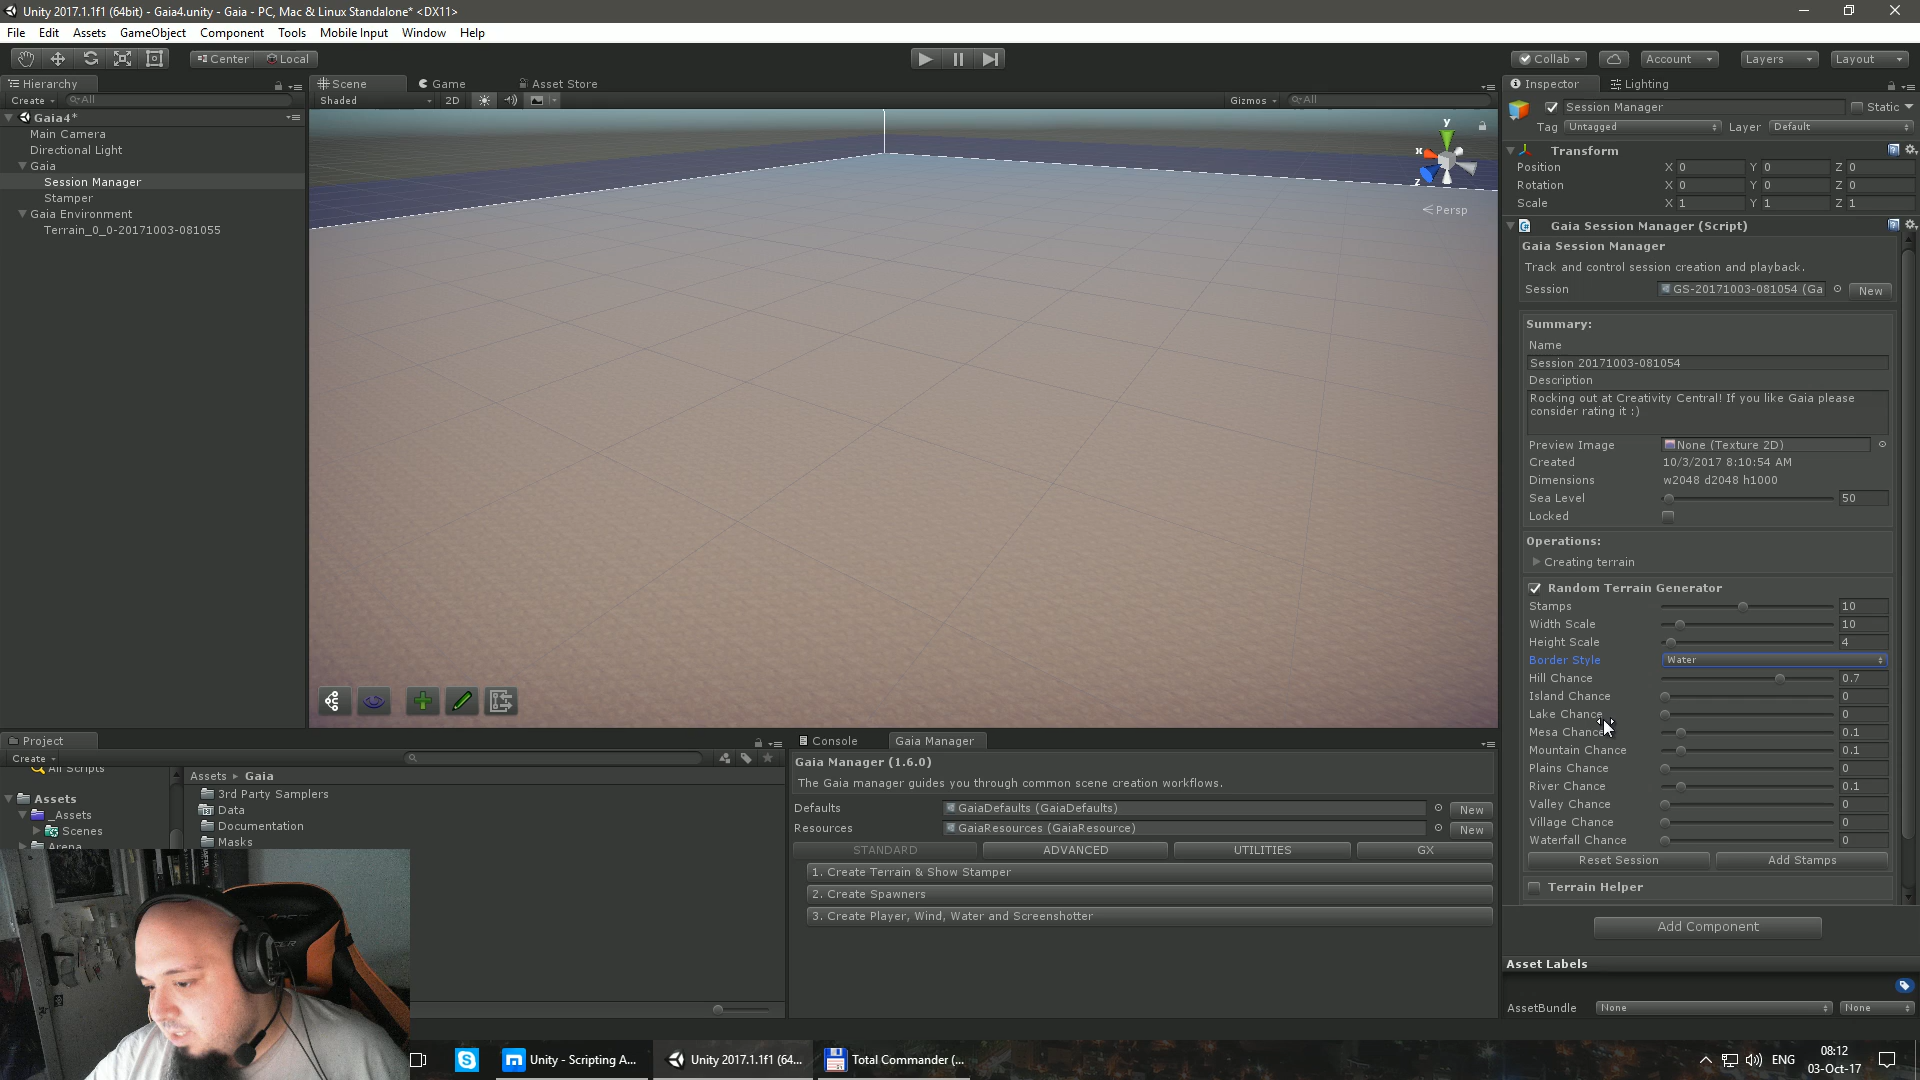 Unity 2017.1.1f1 (64bit) - Gaia4.unity - Gaia - PC, Mac & Linux Standalone* <DX11>
File Edit Assets GameObject Component Tools Mobile Input Window Help
Center Local
Collab Account Layers Layout
Hierarchy
Create All
Gaia4*
Main Camera
Directional Light
Gaia
Session Manager
Stamper
Gaia Environment
Terrain_0_0-20171003-081055
Scene Game Asset Store
Shaded 2D Gizmos All
y
x
z
Persp
Inspector Lighting
Session Manager Static
Tag Untagged Layer Default
Transform
Position X 0 Y 0 Z 0
Rotation X 0 Y 0 Z 0
Scale X 1 Y 1 Z 1
Gaia Session Manager (Script)
Gaia Session Manager
Track and control session creation and playback.
Session GS-20171003-081054 (Ga New
Summary:
Name
Session 20171003-081054
Description
Rocking out at Creativity Central! If you like Gaia please
consider rating it :)
Preview Image None (Texture 2D)
Created 10/3/2017 8:10:54 AM
Dimensions w2048 d2048 h1000
Sea Level 50
Locked
Operations:
Creating terrain
Random Terrain Generator
Stamps 10
Width Scale 10
Height Scale 4
Border Style Water
Hill Chance 0.7
Island Chance 0
Lake Chance 0
Mesa Chance 0.1
Mountain Chance 0.1
Plains Chance 0
River Chance 0.1
Valley Chance 0
Village Chance 0
Waterfall Chance 0
Reset Session Add Stamps
Terrain Helper
Add Component
Asset Labels
AssetBundle None None
Project
Create
All Scripts
Assets
_Assets
Scenes
Arena
Assets Gaia
3rd Party Samplers
Data
Documentation
Masks
Console Gaia Manager
Gaia Manager (1.6.0)
The Gaia manager guides you through common scene creation workflows.
Defaults GaiaDefaults (GaiaDefaults) New
Resources GaiaResources (GaiaResource) New
STANDARD ADVANCED UTILITIES GX
1. Create Terrain & Show Stamper
2. Create Spawners
3. Create Player, Wind, Water and Screenshotter
Unity - Scripting A... Unity 2017.1.1f1 (64... Total Commander (...
ENG
08:12
03-Oct-17